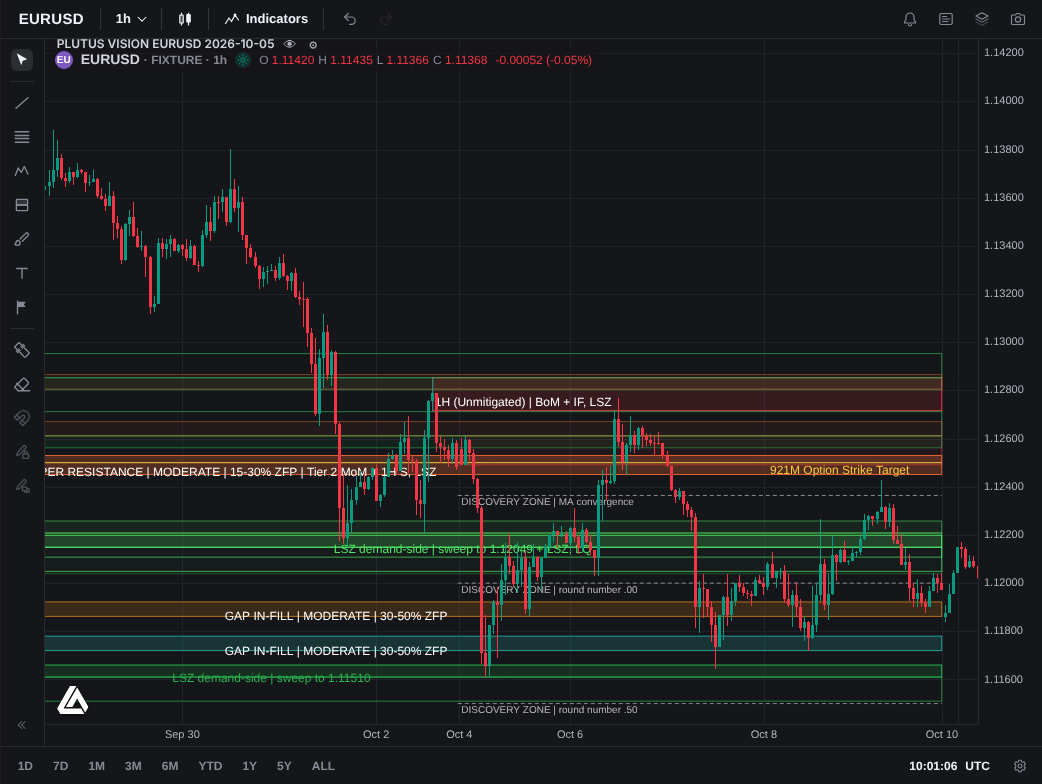 EURUSD 1h Indicators
PLUTUS VISION EURUSD 2026-10-05
EU EURUSD · FIXTURE · 1h O 1.11420 H 1.11435 L 1.11366 C 1.11368 -0.00052 (-0.05%)
1.14200
1.14000
1.13800
1.13600
1.13400
1.13200
1.13000
1.12800
LH (Unmitigated) | BoM + IF, LSZ
1.12600
PER RESISTANCE | MODERATE | 15-30% ZFP | Tier 2 MoM
921M Option Strike Target
1.12400
DISCOVERY ZONE | MA convergence
1.12200
LSZ demand-side | sweep to 1.12049 + LSZ, LQ
1.12000
DISCOVERY ZONE | round number .00
GAP IN-FILL | MODERATE | 30-50% ZFP
1.11800
GAP IN-FILL | MODERATE | 30-50% ZFP
LSZ demand-side | sweep to 1.11510
1.11600
DISCOVERY ZONE | round number .50
Sep 30 Oct 2 Oct 4 Oct 6 Oct 8 Oct 10
1D 7D 1M 3M 6M YTD 1Y 5Y ALL 10:01:06 UTC